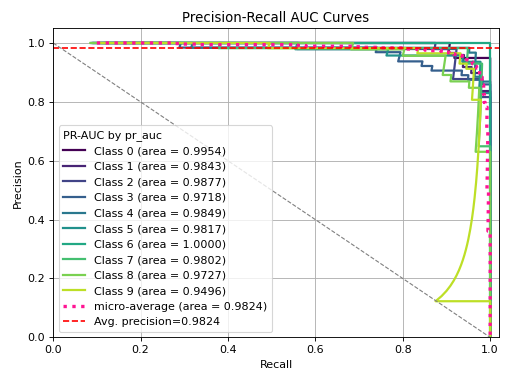 Precision-Recall AUC Curves
1.0
0.8
0.6
0.4
0.2
0.0
Precision
PR-AUC by pr_auc
Class 0 (area = 0.9954)
Class 1 (area = 0.9843)
Class 2 (area = 0.9877)
Class 3 (area = 0.9718)
Class 4 (area = 0.9849)
Class 5 (area = 0.9817)
Class 6 (area = 1.0000)
Class 7 (area = 0.9802)
Class 8 (area = 0.9727)
Class 9 (area = 0.9496)
micro-average (area = 0.9824)
Avg. precision=0.9824
0.0 0.2 0.4 0.6 0.8 1.0
Recall